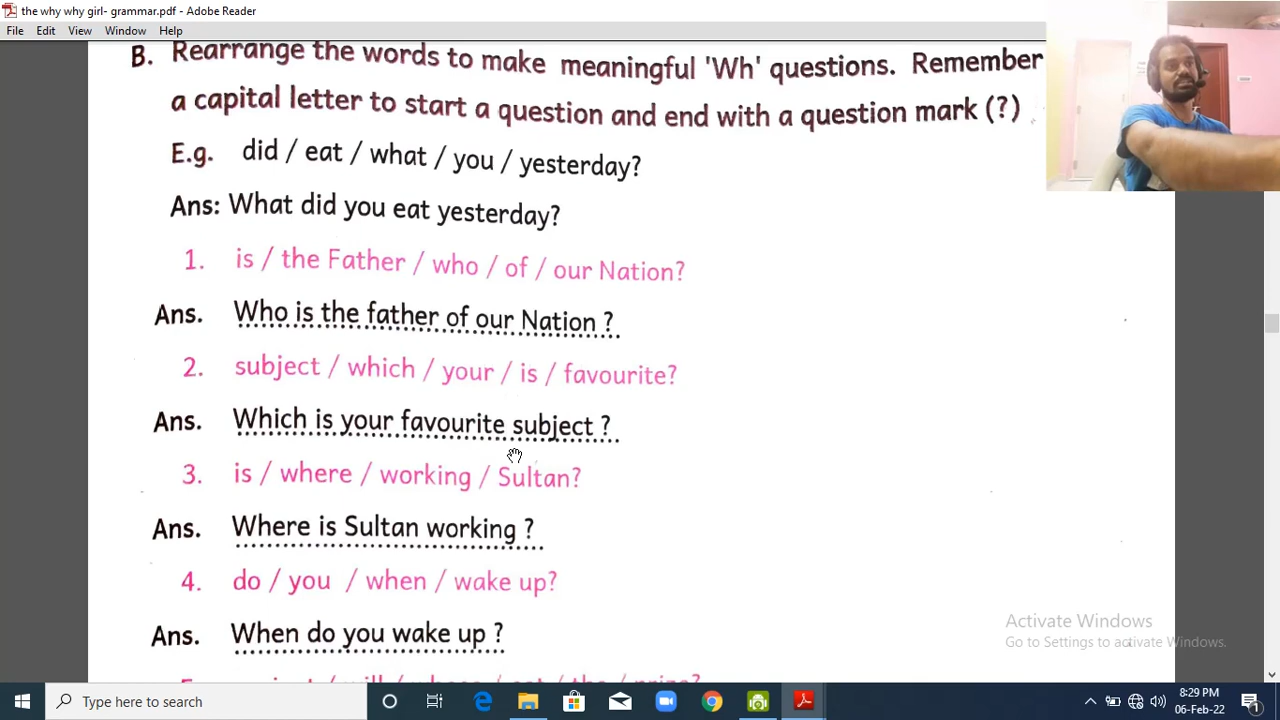 the why why girl- grammar.pdf - Adobe Reader
File Edit View Window Help
B. Rearrange the words to make meaningful 'Wh' questions. Remember
a capital letter to start a question and end with a question mark (?)
E.g. did / eat / what / you / yesterday?
Ans: What did you eat yesterday?
1. is / the Father / who / of / our Nation?
Ans. Who is the father of our Nation ?
2. subject / which / your / is / favourite?
Ans. Which is your favourite subject ?
3. is / where / working / Sultan?
Ans. Where is Sultan working ?
4. do / you / when / wake up?
Ans. When do you wake up ?
Activate Windows
Go to Settings to activate Windows.
Type here to search
8:29 PM
06-Feb-22